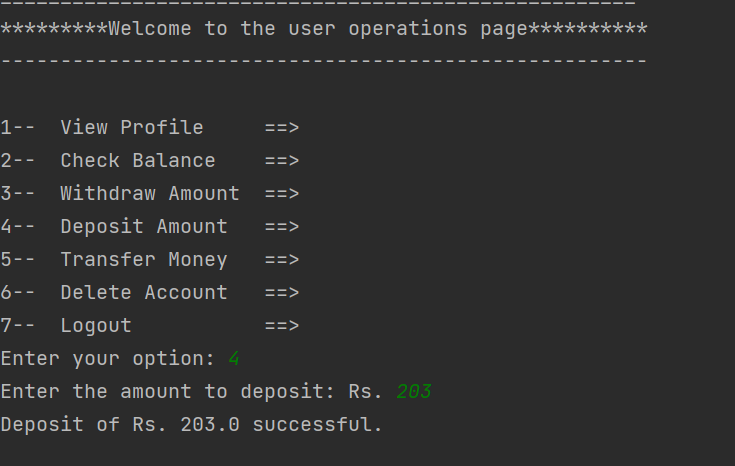 -----------------------------------------------------
*********Welcome to the user operations page**********
------------------------------------------------------
1--  View Profile     ==>
2--  Check Balance    ==>
3--  Withdraw Amount  ==>
4--  Deposit Amount   ==>
5--  Transfer Money   ==>
6--  Delete Account   ==>
7--  Logout           ==>
Enter your option: 4
Enter the amount to deposit: Rs. 203
Deposit of Rs. 203.0 successful.